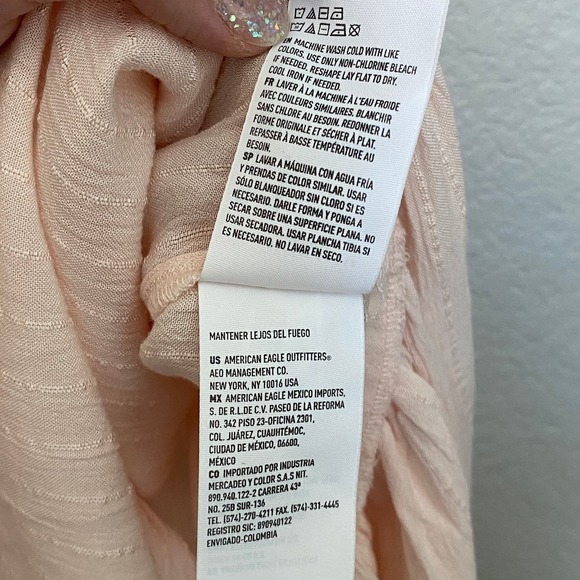 EN MACHINE WASH COLD WITH LIKE
COLORS. USE ONLY NON-CHLORINE BLEACH
IF NEEDED. RESHAPE LAY FLAT TO DRY.
COOL IRON IF NEEDED.
FR LAVER À LA MACHINE À L'EAU FROIDE
AVEC COULEURS SIMILAIRES. BLANCHIR
SANS CHLORE AU BESOIN. REDONNER LA
FORME ORIGINALE ET SÉCHER À PLAT.
REPASSER À BASSE TEMPÉRATURE AU
BESOIN.
SP LAVAR A MÁQUINA CON AGUA FRÍA
Y PRENDAS DE COLOR SIMILAR. USAR
SÓLO BLANQUEADOR SIN CLORO SI ES
NECESARIO. DARLE FORMA Y PONGA A
SECAR SOBRE UNA SUPERFICIE PLANA. NO
USAR SECADORA. USAR PLANCHA TIBIA SI
ES NECESARIO. NO LAVAR EN SECO.
MANTENER LEJOS DEL FUEGO
US AMERICAN EAGLE OUTFITTERS®
AEO MANAGEMENT CO.
NEW YORK, NY 10016 USA
MX AMERICAN EAGLE MEXICO IMPORTS,
S. DE R.L.DE C.V. PASEO DE LA REFORMA
NO. 342 PISO 23-OFICINA 2301,
COL. JUÁREZ, CUAUHTÉMOC,
CIUDAD DE MÉXICO, 06600,
MÉXICO
CO IMPORTADO POR INDUSTRIA
MERCADEO Y COLOR S.A.S NIT.
890.940.122-2 CARRERA 43ª
NO. 25B SUR-136
TEL. (574)-270-4211 FAX. (574)-331-4445
REGISTRO SIC: 890940122
ENVIGADO-COLOMBIA